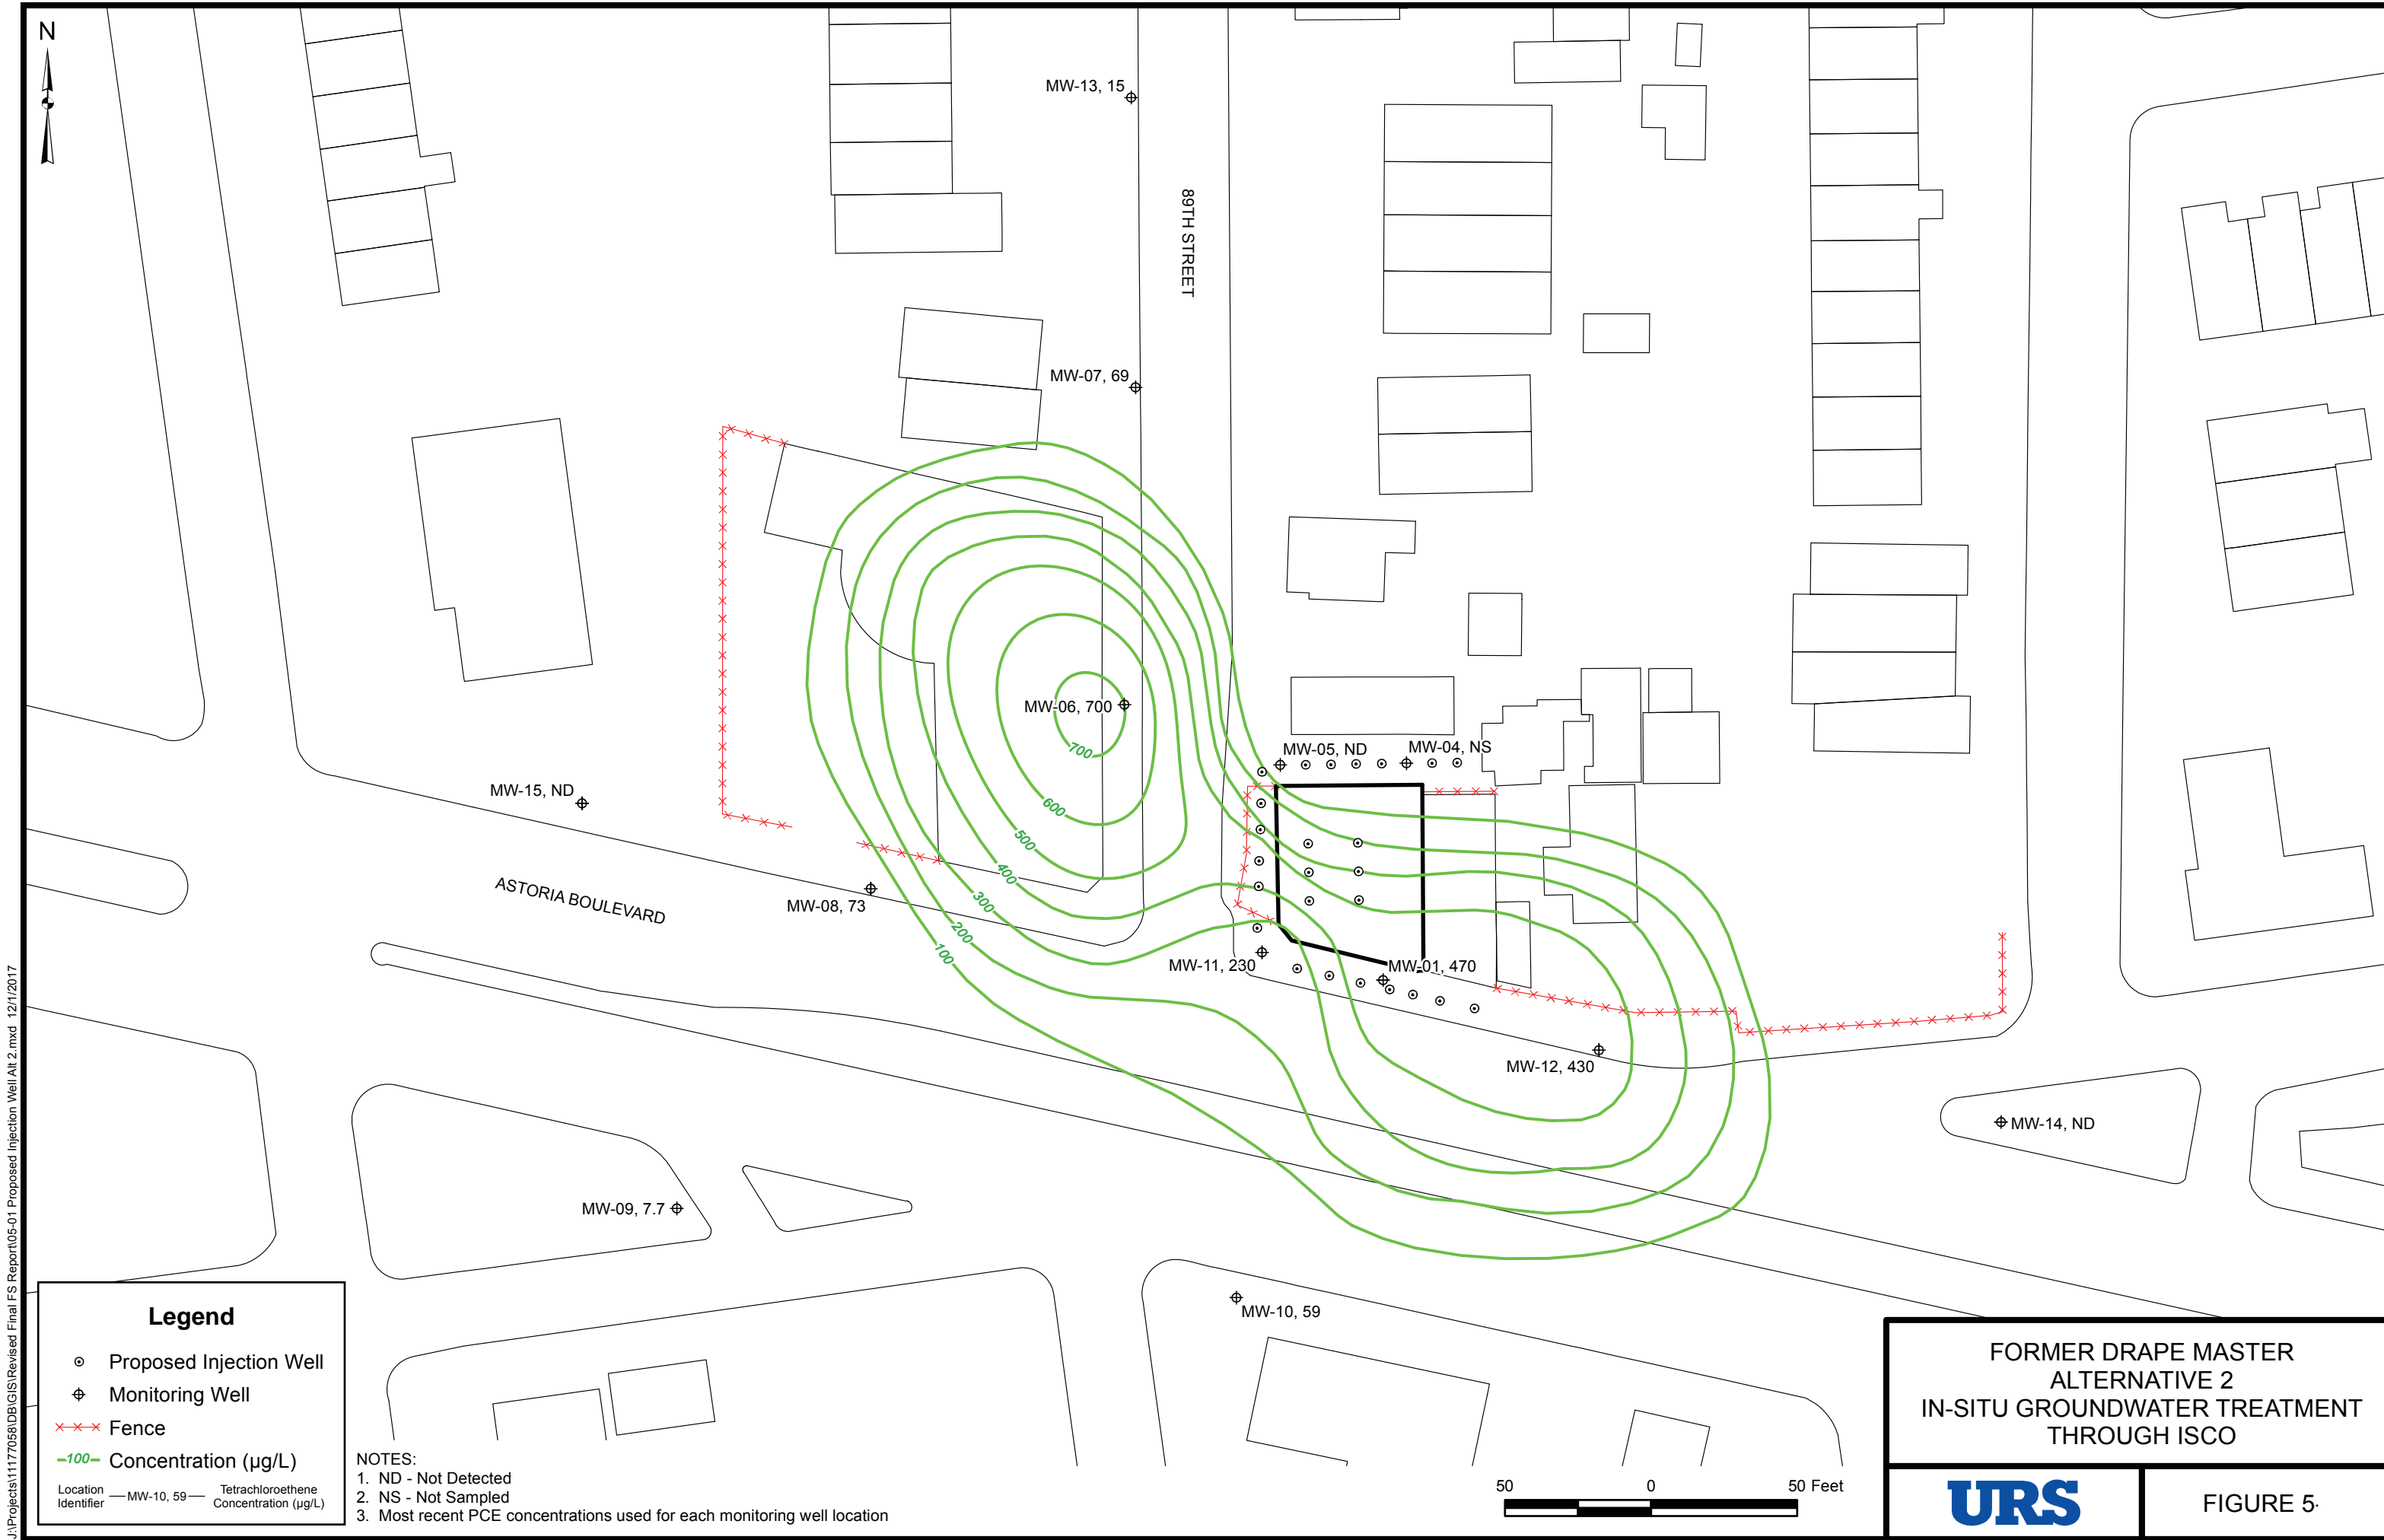 N
MW-13, 15
89TH STREET
MW-07, 69
MW-06, 700
700
600
500
400
300
200
100
MW-05, ND
MW-04, NS
MW-15, ND
ASTORIA BOULEVARD
MW-08, 73
MW-11, 230
MW-01, 470
MW-12, 430
MW-14, ND
MW-09, 7.7
MW-10, 59
J:\Projects\11177058\DB\GIS\Revised Final FS Report\05-01 Proposed Injection Well Alt 2.mxd 12/1/2017
Legend
Proposed Injection Well
Monitoring Well
Fence
100 Concentration (µg/L)
Location Identifier MW-10, 59 Tetrachloroethene Concentration (µg/L)
NOTES:
1. ND - Not Detected
2. NS - Not Sampled
3. Most recent PCE concentrations used for each monitoring well location
50 0 50 Feet
FORMER DRAPE MASTER
ALTERNATIVE 2
IN-SITU GROUNDWATER TREATMENT
THROUGH ISCO
URS
FIGURE 5-